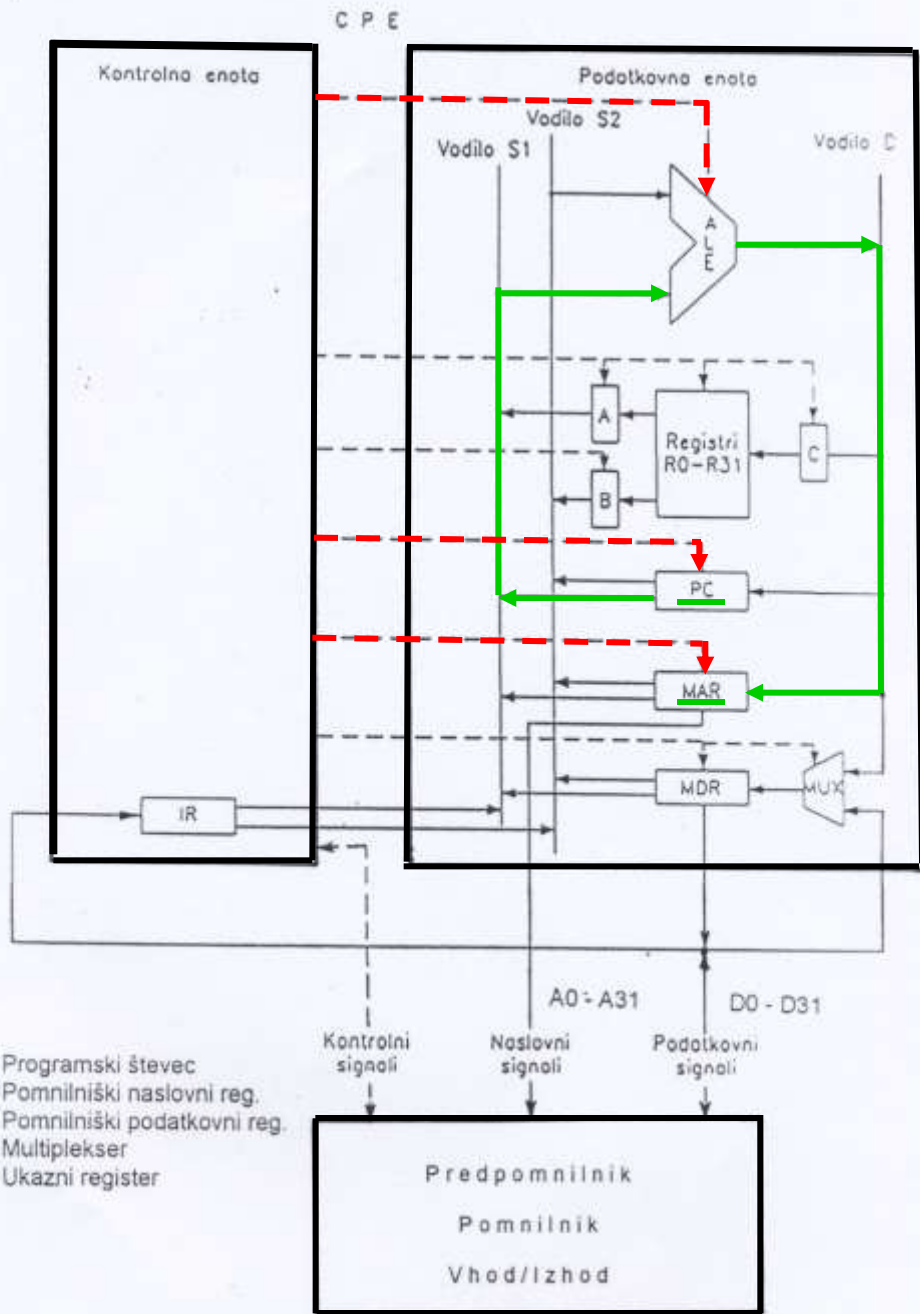 C P E
Kontrolna enota
Podatkovna enota
Vodilo S2
Vodilo S1
Vodilo C
A
L
E
A
Registri
R0-R31
C
B
PC
MAR
MDR
MUX
IR
A0-A31
D0 - D31
Kontrolni
signali
Naslovni
signali
Podatkovni
signali
Programski števec
Pomnilniški naslovni reg.
Pomnilniški podatkovni reg.
Multiplekser
Ukazni register
Predpomnilnik
Pomnilnik
Vhod/Izhod